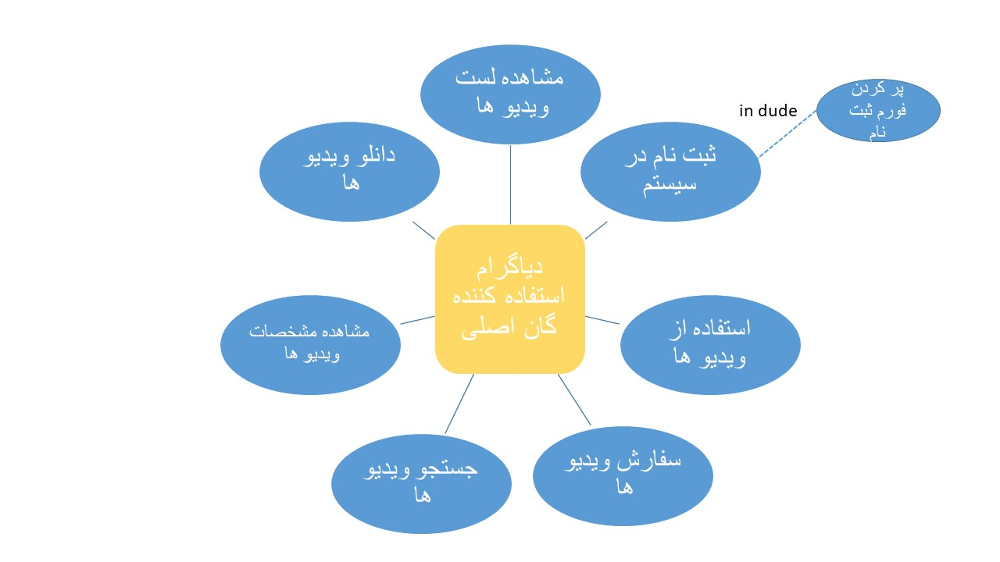 مشاهده لست
ویدیو ها
پر کردن
فورم ثبت
نام
in dude
ثبت نام در
سیستم
دانلو ویدیو
ها
دیاگرام
استفاده کننده
گان اصلی
استفاده از
ویدیو ها
مشاهده مشخصات
ویدیو ها
سفارش ویدیو
ها
جستجو ویدیو
ها